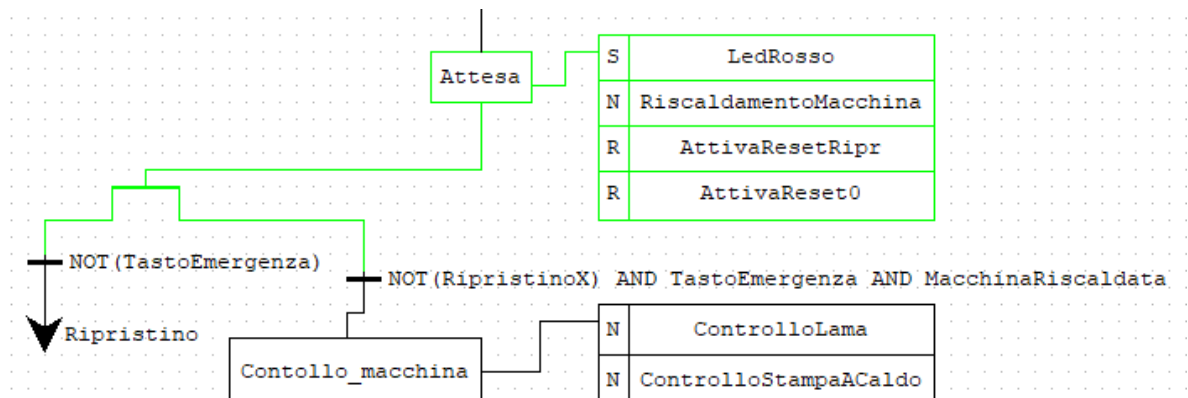 Attesa
S LedRosso
N RiscaldamentoMacchina
R AttivaResetRipr
R AttivaReset0
NOT(TastoEmergenza)
NOT(RipristinoX) AND TastoEmergenza AND MacchinaRiscaldata
Ripristino
Contollo_macchina
N ControlloLama
N ControlloStampaACaldo